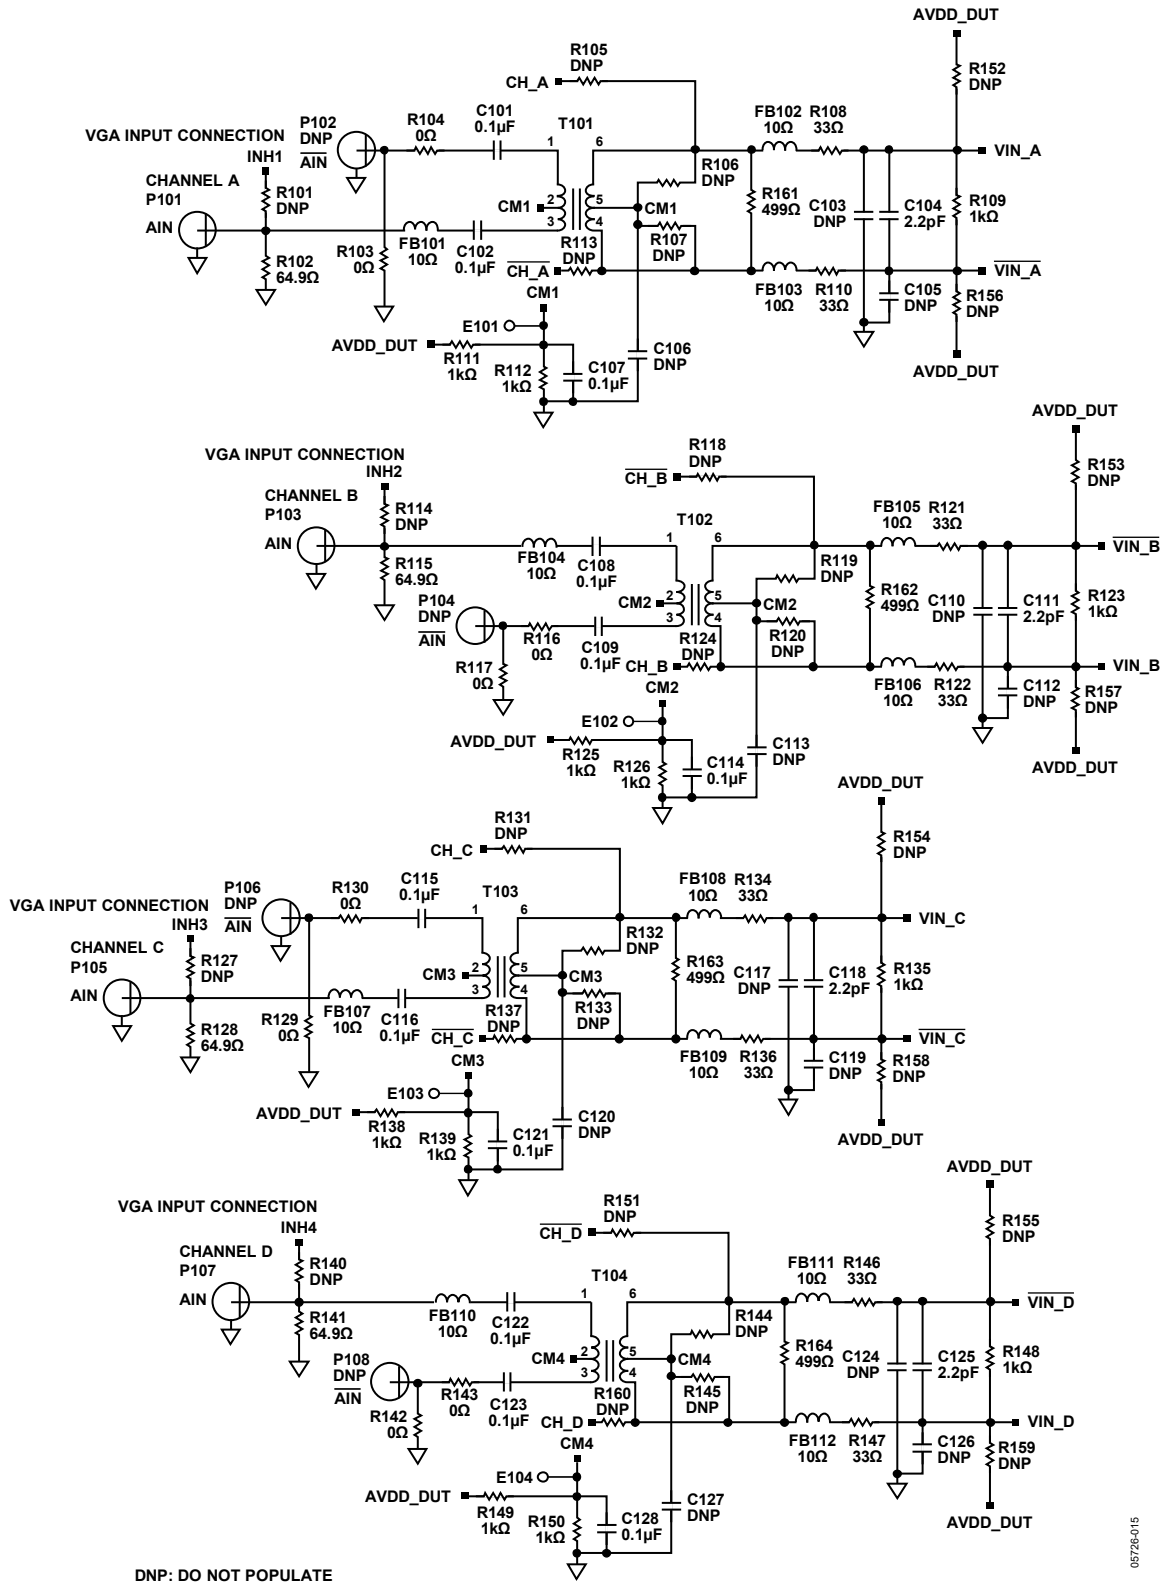 AVDD_DUT
R105
DNP
CH_A
R152
DNP
P102
DNP
AIN
R104
0Ω
C101
0.1µF
T101
FB102
10Ω
R108
33Ω
VGA INPUT CONNECTION
INH1
1
6
VIN_A
CHANNEL A
P101
AIN
R101
DNP
R106
DNP
R161
499Ω
C103
DNP
C104
2.2pF
R109
1kΩ
CM1
2
5
CM1
3
4
R107
DNP
R102
64.9Ω
R103
0Ω
FB101
10Ω
C102
0.1µF
R113
DNP
CH_A
FB103
10Ω
R110
33Ω
C105
DNP
VIN_A
R156
DNP
CM1
E101
AVDD_DUT
R111
1kΩ
R112
1kΩ
C107
0.1µF
C106
DNP
AVDD_DUT
AVDD_DUT
R118
DNP
CH_B
R153
DNP
VGA INPUT CONNECTION
INH2
CHANNEL B
P103
AIN
R114
DNP
T102
FB105
10Ω
R121
33Ω
1
6
VIN_B
FB104
10Ω
C108
0.1µF
R115
64.9Ω
R119
DNP
R162
499Ω
C110
DNP
C111
2.2pF
R123
1kΩ
P104
DNP
AIN
CM2
2
5
CM2
3
4
R116
0Ω
C109
0.1µF
R124
DNP
R120
DNP
R117
0Ω
CH_B
FB106
10Ω
R122
33Ω
C112
DNP
VIN_B
R157
DNP
CM2
E102
AVDD_DUT
R125
1kΩ
R126
1kΩ
C114
0.1µF
C113
DNP
AVDD_DUT
AVDD_DUT
R131
DNP
CH_C
R154
DNP
P106
DNP
AIN
R130
0Ω
C115
0.1µF
T103
FB108
10Ω
R134
33Ω
VGA INPUT CONNECTION
INH3
1
6
VIN_C
CHANNEL C
P105
AIN
R127
DNP
R132
DNP
R163
499Ω
C117
DNP
C118
2.2pF
R135
1kΩ
CM3
2
5
CM3
3
4
R133
DNP
R128
64.9Ω
R129
0Ω
FB107
10Ω
C116
0.1µF
R137
DNP
CH_C
FB109
10Ω
R136
33Ω
C119
DNP
VIN_C
R158
DNP
CM3
E103
AVDD_DUT
R138
1kΩ
R139
1kΩ
C121
0.1µF
C120
DNP
AVDD_DUT
AVDD_DUT
R151
DNP
CH_D
R155
DNP
VGA INPUT CONNECTION
INH4
CHANNEL D
P107
AIN
R140
DNP
T104
FB111
10Ω
R146
33Ω
1
6
VIN_D
FB110
10Ω
C122
0.1µF
R141
64.9Ω
R144
DNP
R164
499Ω
C124
DNP
C125
2.2pF
R148
1kΩ
P108
DNP
AIN
CM4
2
5
CM4
3
4
R143
0Ω
C123
0.1µF
R160
DNP
R145
DNP
R142
0Ω
CH_D
FB112
10Ω
R147
33Ω
C126
DNP
VIN_D
R159
DNP
CM4
E104
AVDD_DUT
R149
1kΩ
R150
1kΩ
C128
0.1µF
C127
DNP
AVDD_DUT
05726-015
DNP: DO NOT POPULATE